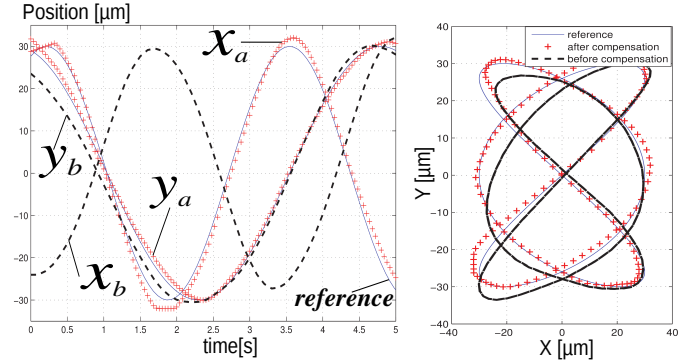 Position [µm]
30
20
10
0
-10
-20
-30
0
0.5
1
1.5
2
2.5
3
3.5
4
4.5
5
time[s]
x_a
y_b
y_a
x_b
reference
reference
after compensation
before compensation
40
30
20
10
0
−10
−20
−30
−40
−40
−20
0
20
40
Y [µm]
X [µm]